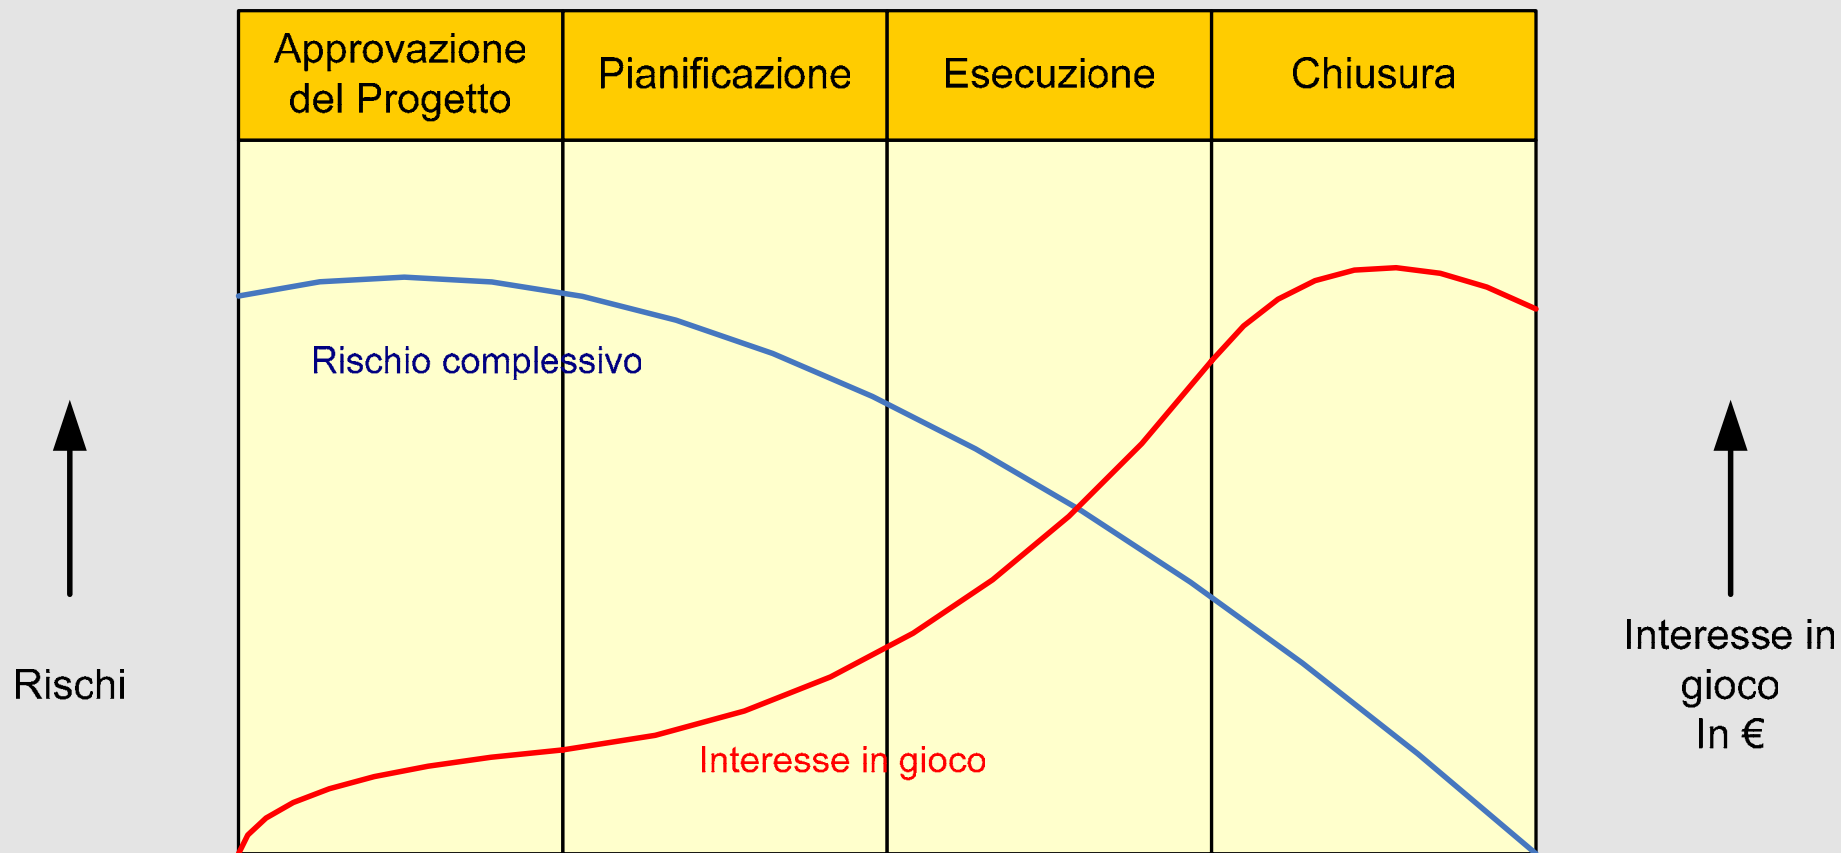 Approvazione
del Progetto
Pianificazione
Esecuzione
Chiusura
Rischio complessivo
Interesse in gioco
Rischi
Interesse in
gioco
In €